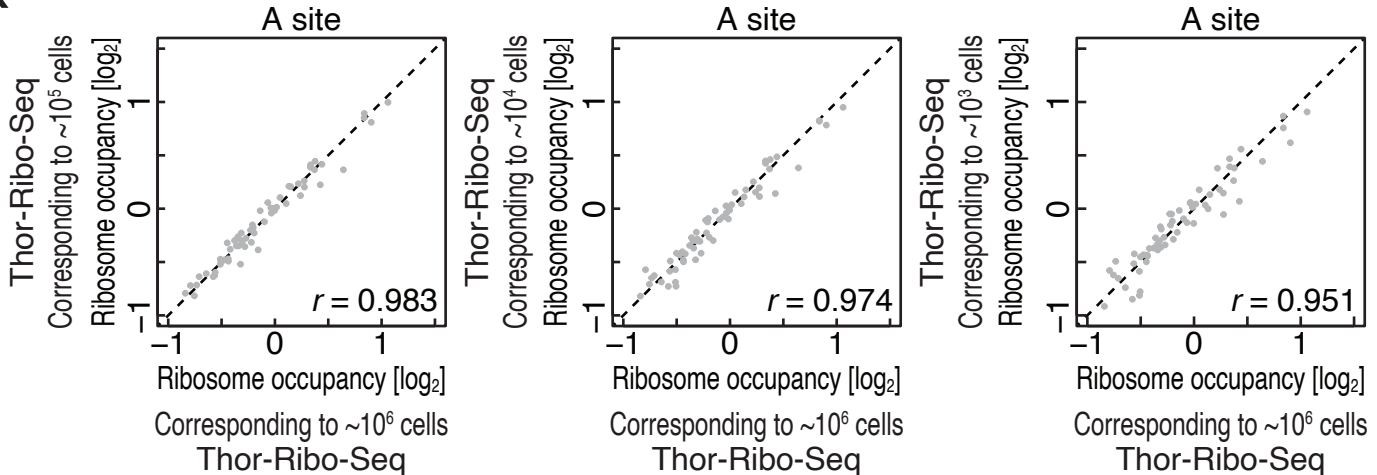 A site
Thor-Ribo-Seq
Corresponding to ~10⁵ cells
Ribosome occupancy [log₂]
1
0
−1
r = 0.983
−1 0 1
Ribosome occupancy [log₂]
Corresponding to ~10⁶ cells
Thor-Ribo-Seq
A site
Thor-Ribo-Seq
Corresponding to ~10⁴ cells
Ribosome occupancy [log₂]
1
0
−1
r = 0.974
−1 0 1
Ribosome occupancy [log₂]
Corresponding to ~10⁶ cells
Thor-Ribo-Seq
A site
Thor-Ribo-Seq
Corresponding to ~10³ cells
Ribosome occupancy [log₂]
1
0
−1
r = 0.951
−1 0 1
Ribosome occupancy [log₂]
Corresponding to ~10⁶ cells
Thor-Ribo-Seq